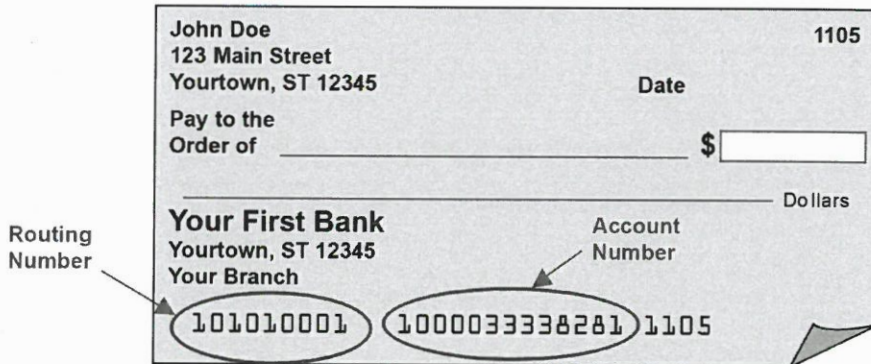 John Doe 1105
123 Main Street
Yourtown, ST 12345 Date
Pay to the
Order of $
Dollars
Your First Bank
Yourtown, ST 12345
Your Branch
Routing
Number
Account
Number
101010001 1000033338281 1105